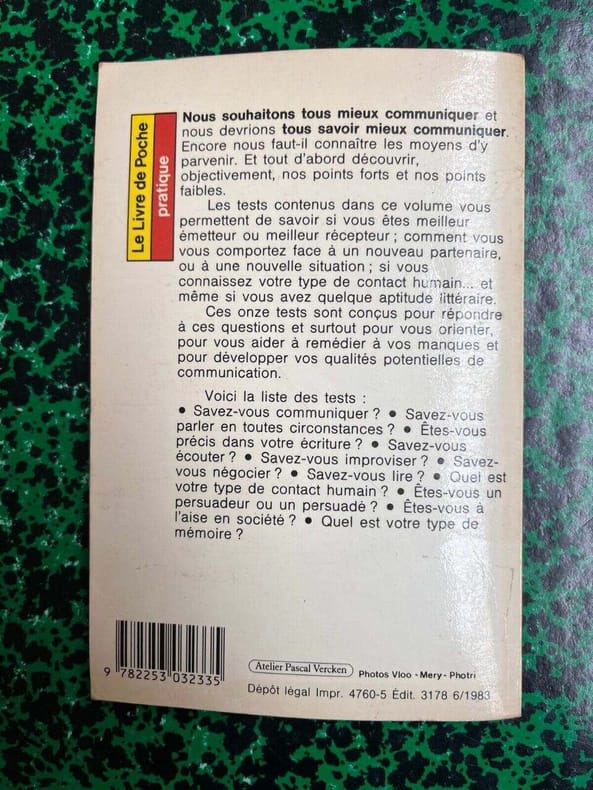 Le Livre de Poche
pratique
Nous souhaitons tous mieux communiquer et
nous devrions tous savoir mieux communiquer.
Encore nous faut-il connaître les moyens d'y
parvenir. Et tout d'abord découvrir,
objectivement, nos points forts et nos points
faibles.
Les tests contenus dans ce volume vous
permettent de savoir si vous êtes meilleur
émetteur ou meilleur récepteur ; comment vous
vous comportez face à un nouveau partenaire,
ou à une nouvelle situation ; si vous
connaissez votre type de contact humain... et
même si vous avez quelque aptitude littéraire.
Ces onze tests sont conçus pour répondre
à ces questions et surtout pour vous orienter,
pour vous aider à remédier à vos manques et
pour développer vos qualités potentielles de
communication.
Voici la liste des tests :
● Savez-vous communiquer ? ● Savez-vous
parler en toutes circonstances ? ● Êtes-vous
précis dans votre écriture ? ● Savez-vous
écouter ? ● Savez-vous improviser ? ● Savez-
vous négocier ? ● Savez-vous lire ? ● Quel est
votre type de contact humain ? ● Êtes-vous un
persuadeur ou un persuadé ? ● Êtes-vous à
l'aise en société ? ● Quel est votre type de
mémoire ?
9 782253 032335
Atelier Pascal Vercken
Photos Vloo - Mery - Photri
Dépôt légal Impr. 4760-5 Édit. 3178 6/1983